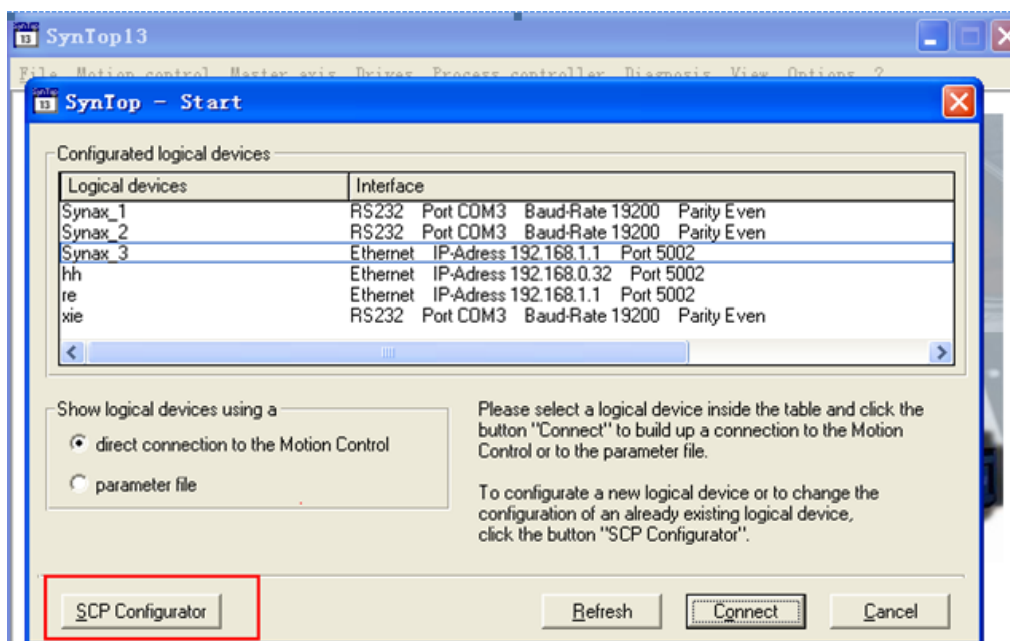 SynTop13
File Motion control Master axis Drives Process controller Diagnosis View Options ?
SynTop - Start
Configurated logical devices
Logical devices Interface
Synax_1 RS232 Port COM3 Baud-Rate 19200 Parity Even
Synax_2 RS232 Port COM3 Baud-Rate 19200 Parity Even
Synax_3 Ethernet IP-Adress 192.168.1.1 Port 5002
hh Ethernet IP-Adress 192.168.0.32 Port 5002
re Ethernet IP-Adress 192.168.1.1 Port 5002
xie RS232 Port COM3 Baud-Rate 19200 Parity Even
Show logical devices using a
direct connection to the Motion Control
parameter file
Please select a logical device inside the table and click the
button "Connect" to build up a connection to the Motion
Control or to the parameter file.
To configurate a new logical device or to change the
configuration of an already existing logical device,
click the button "SCP Configurator".
SCP Configurator Refresh Connect Cancel